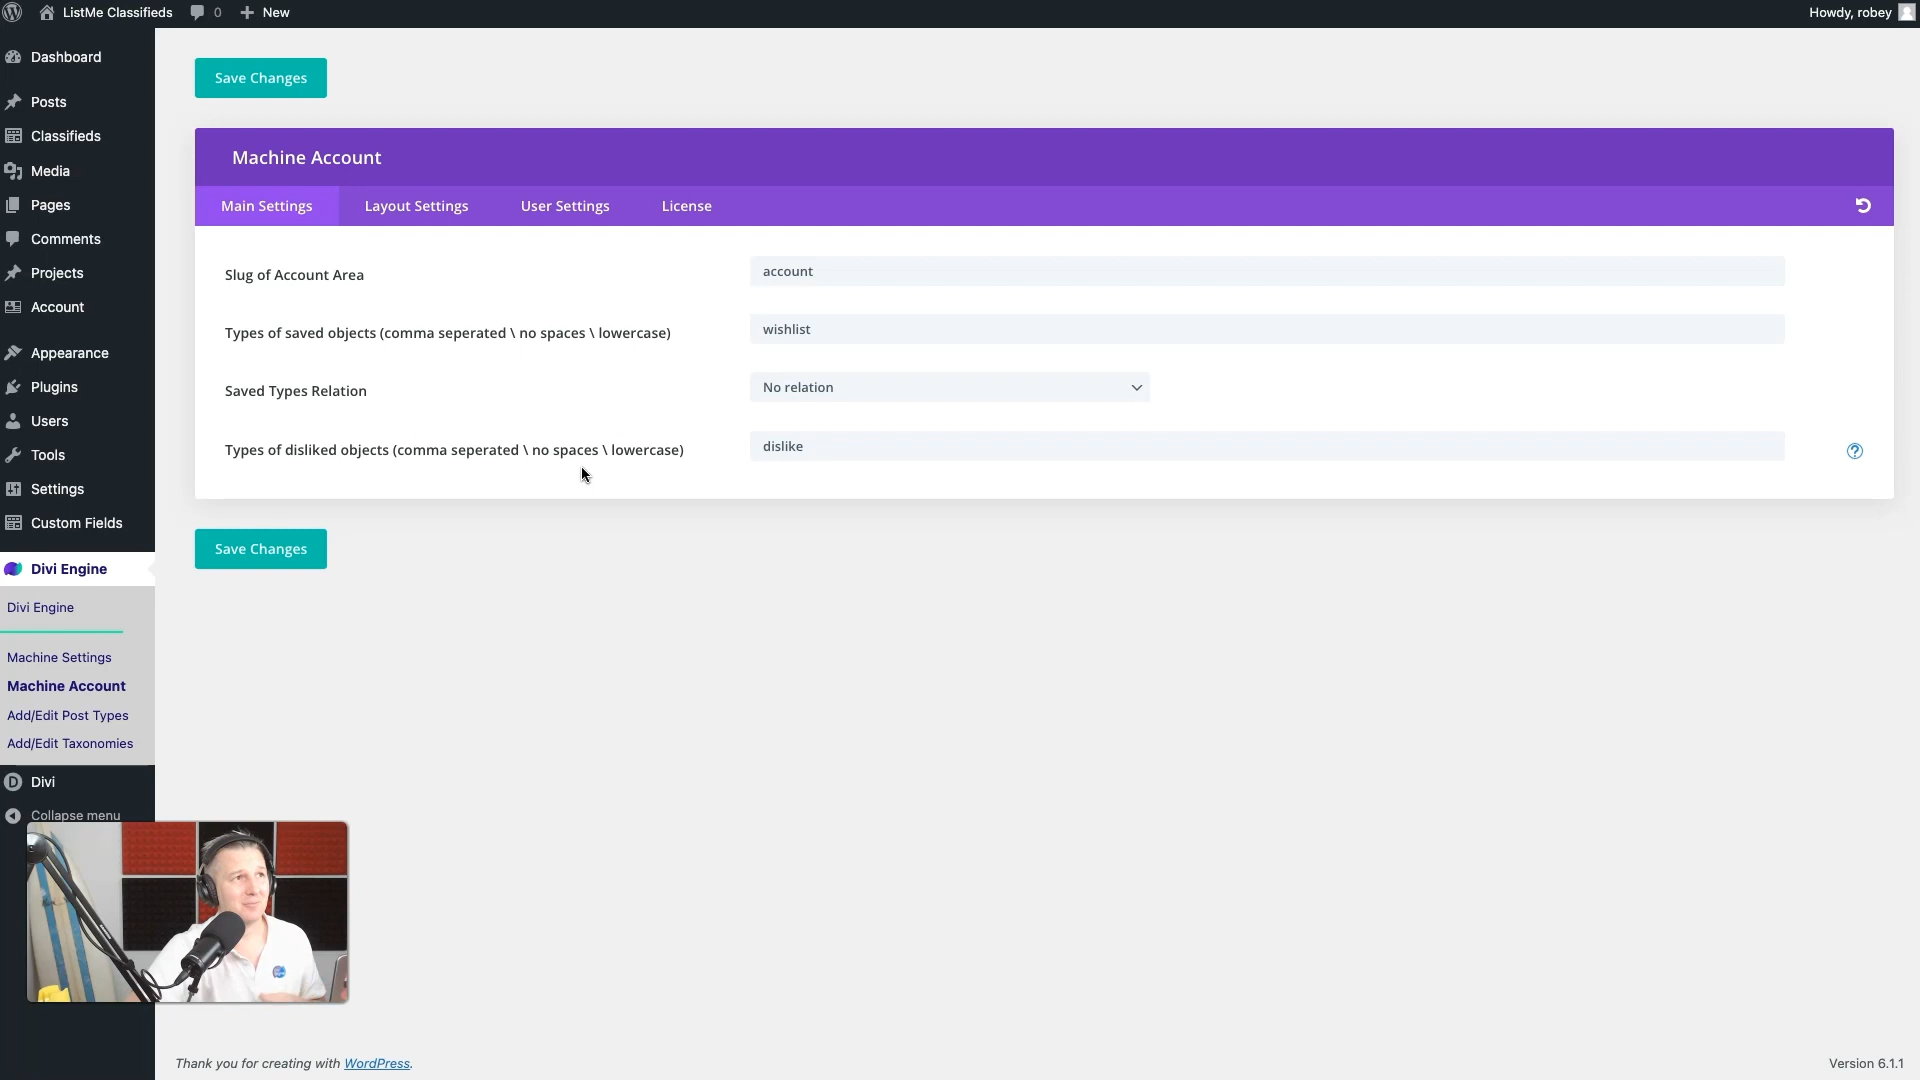 ListMe Classifieds 0 New Howdy, robey
Dashboard
Posts
Classifieds
Media
Pages
Comments
Projects
Account
Appearance
Plugins
Users
Tools
Settings
Custom Fields
Divi Engine
Divi Engine
Machine Settings
Machine Account
Add/Edit Post Types
Add/Edit Taxonomies
Divi
Collapse menu
Save Changes
Machine Account
Main Settings Layout Settings User Settings License
Slug of Account Area account
Types of saved objects (comma seperated \ no spaces \ lowercase) wishlist
Saved Types Relation No relation
Types of disliked objects (comma seperated \ no spaces \ lowercase) dislike
Save Changes
Thank you for creating with WordPress. Version 6.1.1